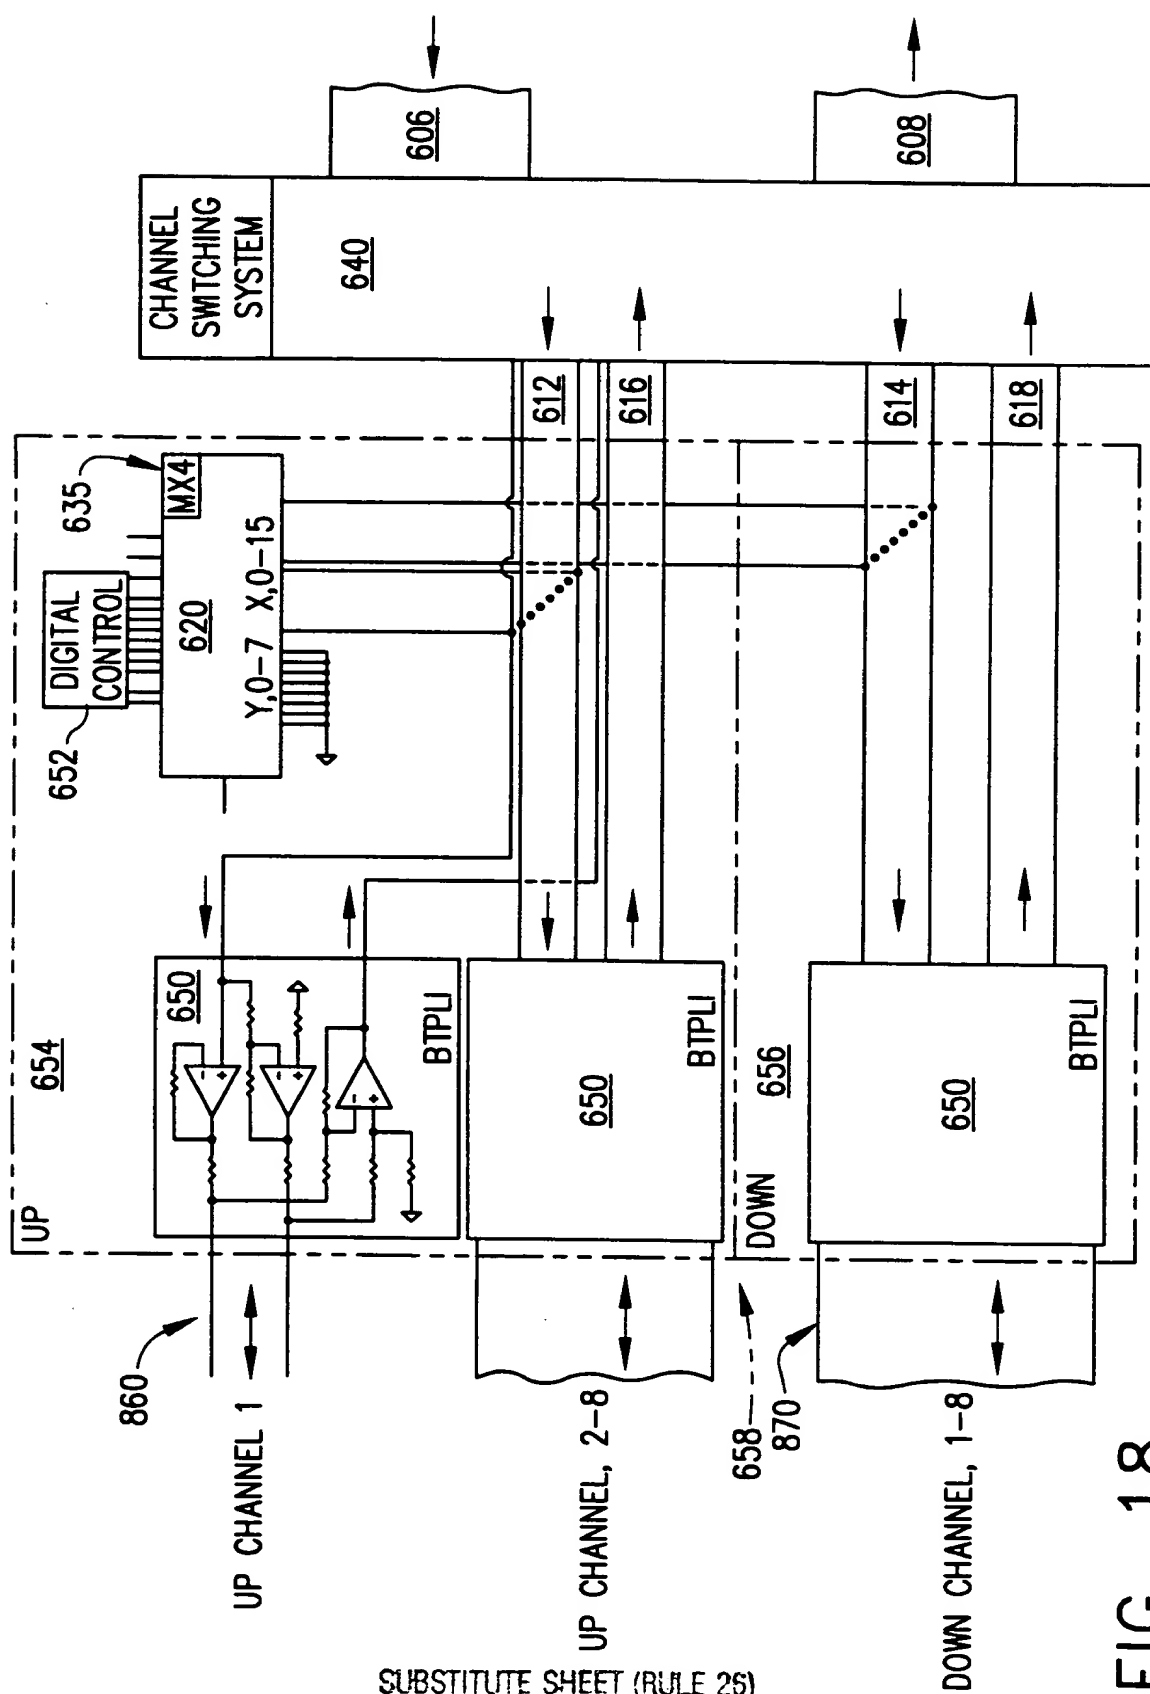 CHANNEL
SWITCHING
SYSTEM
640
606
608
612
616
614
618
635
MX4
DIGITAL
CONTROL
620
X,0-15
Y,0-7
652
654
UP
650
BTPLI
650
BTPLI
656
DOWN
650
BTPLI
860
UP CHANNEL 1
UP CHANNEL, 2-8
658
870
DOWN CHANNEL, 1-8
FIG. 18
SUBSTITUTE SHEET (RULE 26)